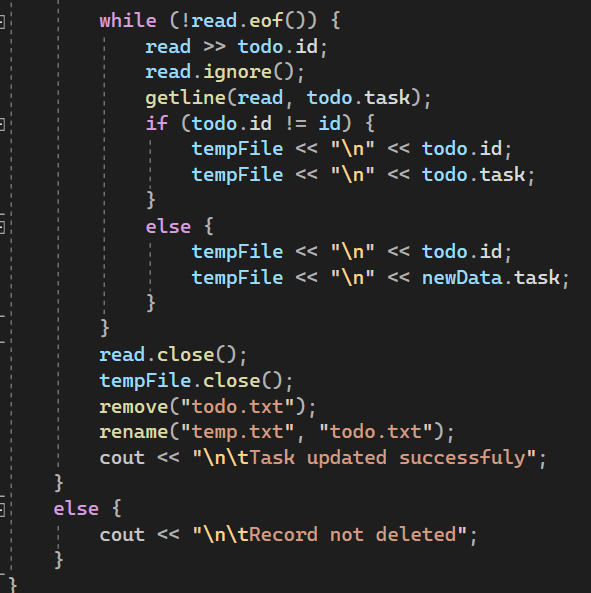 while (!read.eof()) {
read >> todo.id;
read.ignore();
getline(read, todo.task);
if (todo.id != id) {
tempFile << "\n" << todo.id;
tempFile << "\n" << todo.task;
}
else {
tempFile << "\n" << todo.id;
tempFile << "\n" << newData.task;
}
}
read.close();
tempFile.close();
remove("todo.txt");
rename("temp.txt", "todo.txt");
cout << "\n\tTask updated successfuly";
}
else {
cout << "\n\tRecord not deleted";
}
}